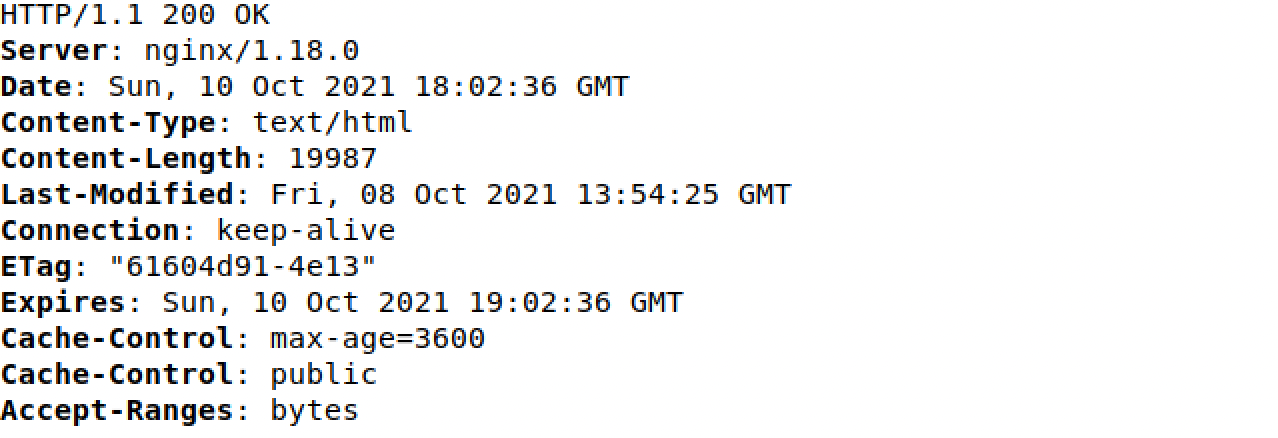 HTTP/1.1 200 OK
Server: nginx/1.18.0
Date: Sun, 10 Oct 2021 18:02:36 GMT
Content-Type: text/html
Content-Length: 19987
Last-Modified: Fri, 08 Oct 2021 13:54:25 GMT
Connection: keep-alive
ETag: "61604d91-4e13"
Expires: Sun, 10 Oct 2021 19:02:36 GMT
Cache-Control: max-age=3600
Cache-Control: public
Accept-Ranges: bytes